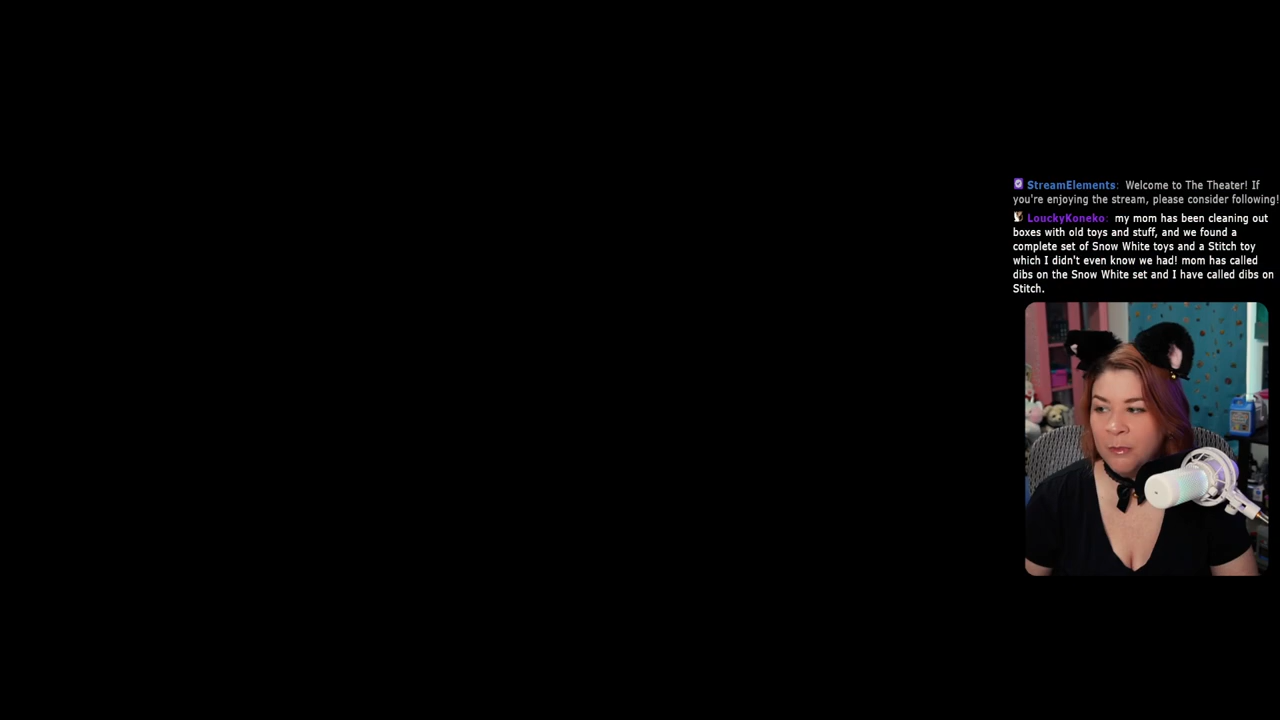 StreamElements: Welcome to The Theater! If
you're enjoying the stream, please consider following!
LouckyKoneko: my mom has been cleaning out
boxes with old toys and stuff, and we found a
complete set of Snow White toys and a Stitch toy
which I didn't even know we had! mom has called
dibs on the Snow White set and I have called dibs on
Stitch.